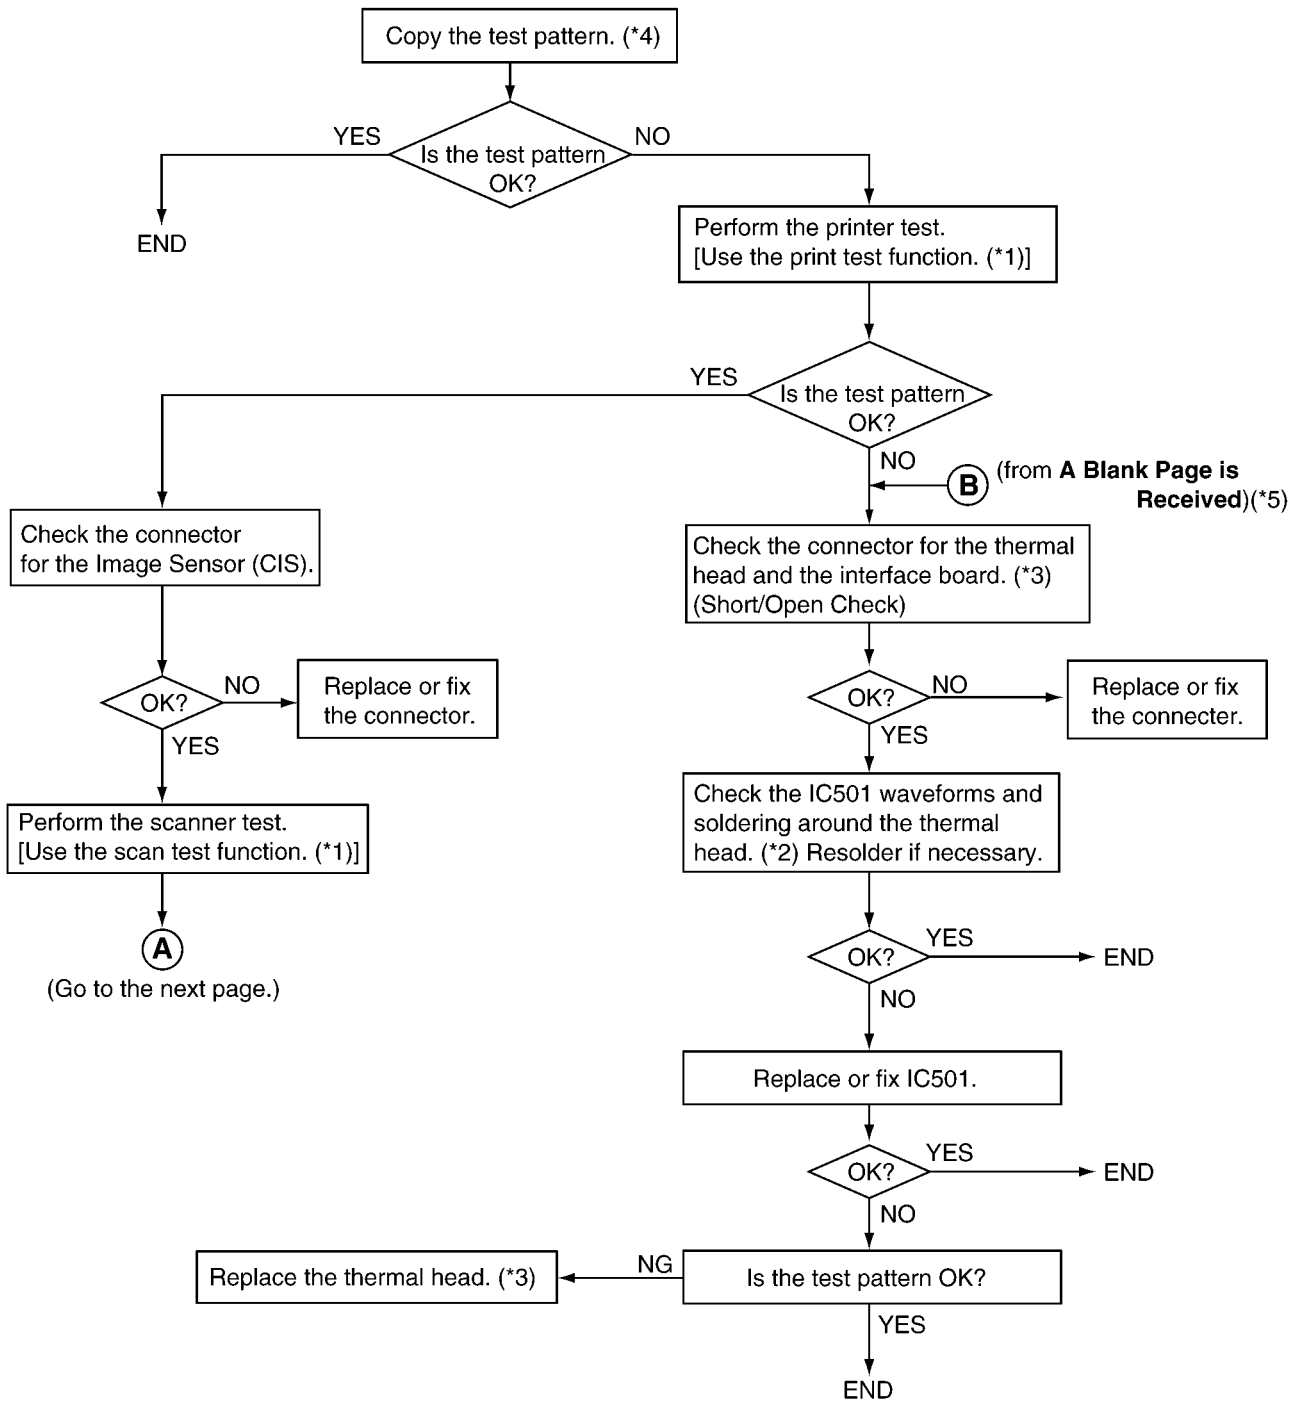 Copy the test pattern. (*4)
YES
NO
Is the test pattern
OK?
END
Perform the printer test.
[Use the print test function. (*1)]
YES
Is the test pattern
OK?
NO
B
(from A Blank Page is
Received)(*5)
Check the connector
for the Image Sensor (CIS).
Check the connector for the thermal
head and the interface board. (*3)
(Short/Open Check)
OK?
NO
Replace or fix
the connector.
YES
OK?
NO
Replace or fix
the connecter.
YES
Perform the scanner test.
[Use the scan test function. (*1)]
A
(Go to the next page.)
Check the IC501 waveforms and
soldering around the thermal
head. (*2) Resolder if necessary.
OK?
YES
END
NO
Replace or fix IC501.
OK?
YES
END
NO
Replace the thermal head. (*3)
NG
Is the test pattern OK?
YES
END